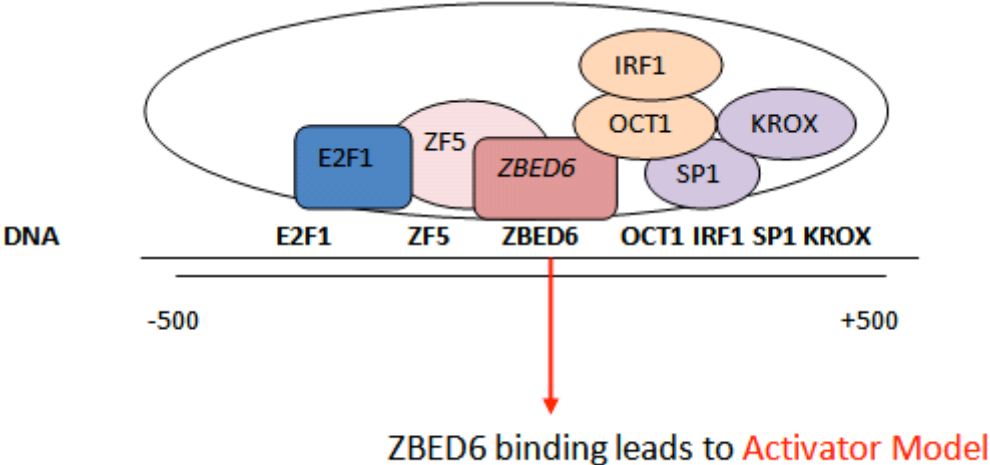 IRF1
OCT1
KROX
E2F1
ZF5
ZBED6
SP1
DNA E2F1 ZF5 ZBED6 OCT1 IRF1 SP1 KROX
-500 +500
ZBED6 binding leads to Activator Model